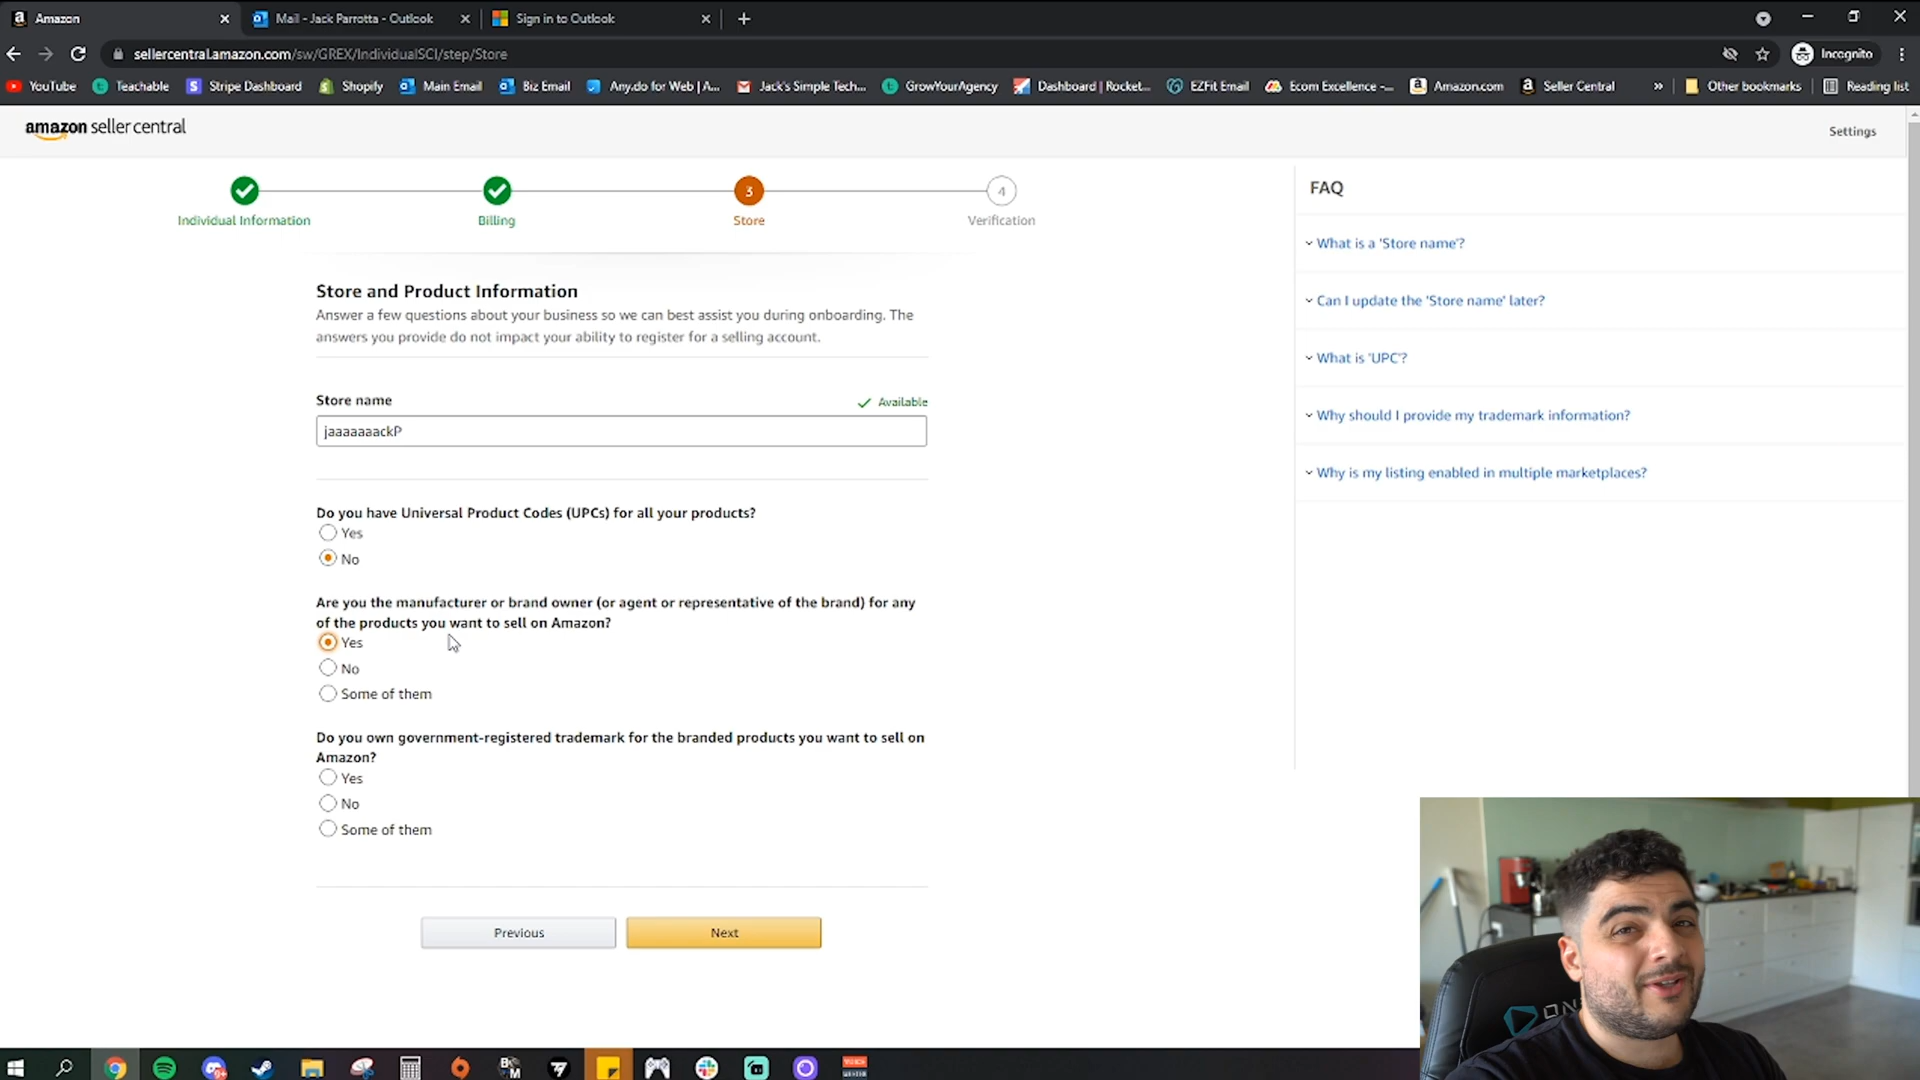 Amazon
Mail - Jack Parrotta - Outlook
Sign in to Outlook
sellercentral.amazon.com/sw/GREX/IndividualSCI/step/Store
Incognito
YouTube
Teachable
Stripe Dashboard
Shopify
Main Email
Biz Email
Any.do for Web | A...
Jack's Simple Tech...
GrowYourAgency
Dashboard | Rocket...
EZFit Email
Ecom Excellence -...
Amazon.com
Seller Central
»
Other bookmarks
Reading list
amazon seller central
Settings
3
4
Individual Information
Billing
Store
Verification
Store and Product Information
Answer a few questions about your business so we can best assist you during onboarding. The
answers you provide do not impact your ability to register for a selling account.
Store name
Available
jaaaaaaackP
Do you have Universal Product Codes (UPCs) for all your products?
Yes
No
Are you the manufacturer or brand owner (or agent or representative of the brand) for any
of the products you want to sell on Amazon?
Yes
No
Some of them
Do you own government-registered trademark for the branded products you want to sell on
Amazon?
Yes
No
Some of them
Previous
Next
FAQ
What is a 'Store name'?
Can I update the 'Store name' later?
What is 'UPC'?
Why should I provide my trademark information?
Why is my listing enabled in multiple marketplaces?